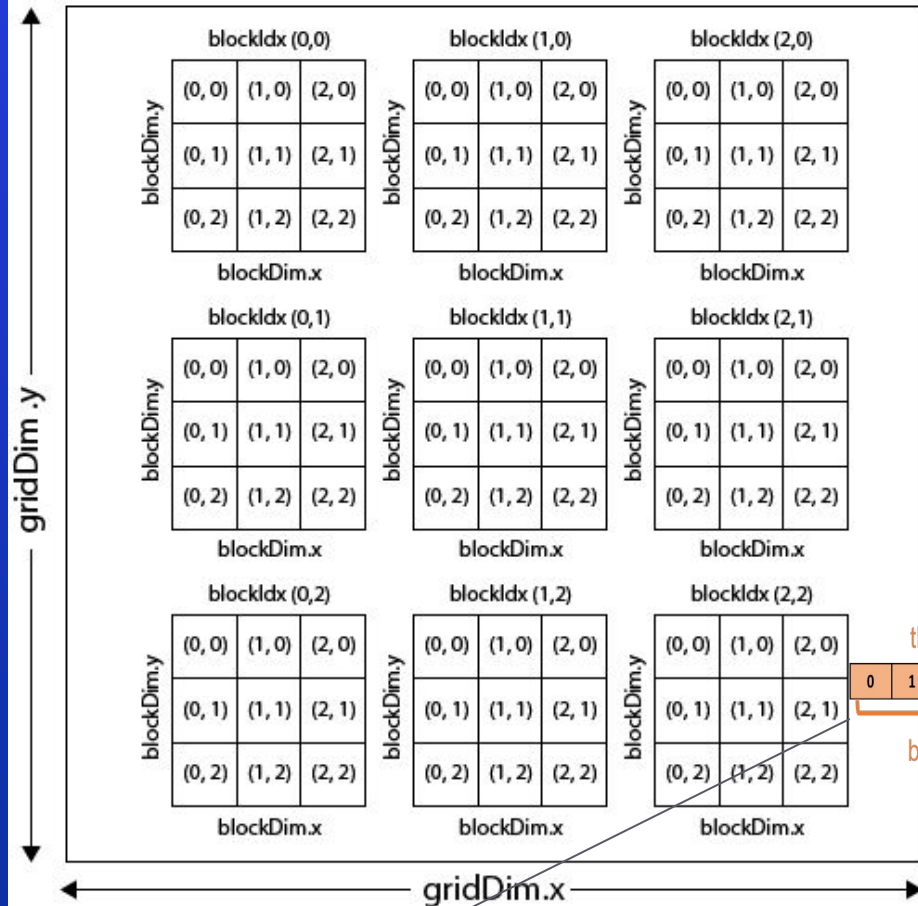 blockIdx (0,0) blockIdx (1,0) blockIdx (2,0)
(0, 0) (1, 0) (2, 0) (0, 0) (1, 0) (2, 0) (0, 0) (1, 0) (2, 0)
blockDim.y (0, 1) (1, 1) (2, 1) blockDim.y (0, 1) (1, 1) (2, 1) blockDim.y (0, 1) (1, 1) (2, 1)
(0, 2) (1, 2) (2, 2) (0, 2) (1, 2) (2, 2) (0, 2) (1, 2) (2, 2)
blockDim.x blockDim.x blockDim.x
blockIdx (0,1) blockIdx (1,1) blockIdx (2,1)
(0, 0) (1, 0) (2, 0) (0, 0) (1, 0) (2, 0) (0, 0) (1, 0) (2, 0)
blockDim.y (0, 1) (1, 1) (2, 1) blockDim.y (0, 1) (1, 1) (2, 1) blockDim.y (0, 1) (1, 1) (2, 1)
(0, 2) (1, 2) (2, 2) (0, 2) (1, 2) (2, 2) (0, 2) (1, 2) (2, 2)
gridDim .y
blockDim.x blockDim.x blockDim.x
blockIdx (0,2) blockIdx (1,2) blockIdx (2,2)
(0, 0) (1, 0) (2, 0) (0, 0) (1, 0) (2, 0) (0, 0) (1, 0) (2, 0)
blockDim.y (0, 1) (1, 1) (2, 1) blockDim.y (0, 1) (1, 1) (2, 1) blockDim.y (0, 1) (1, 1) (2, 1) 0 1
(0, 2) (1, 2) (2, 2) (0, 2) (1, 2) (2, 2) (0, 2) (1, 2) (2, 2)
blockDim.x blockDim.x blockDim.x
gridDim.x